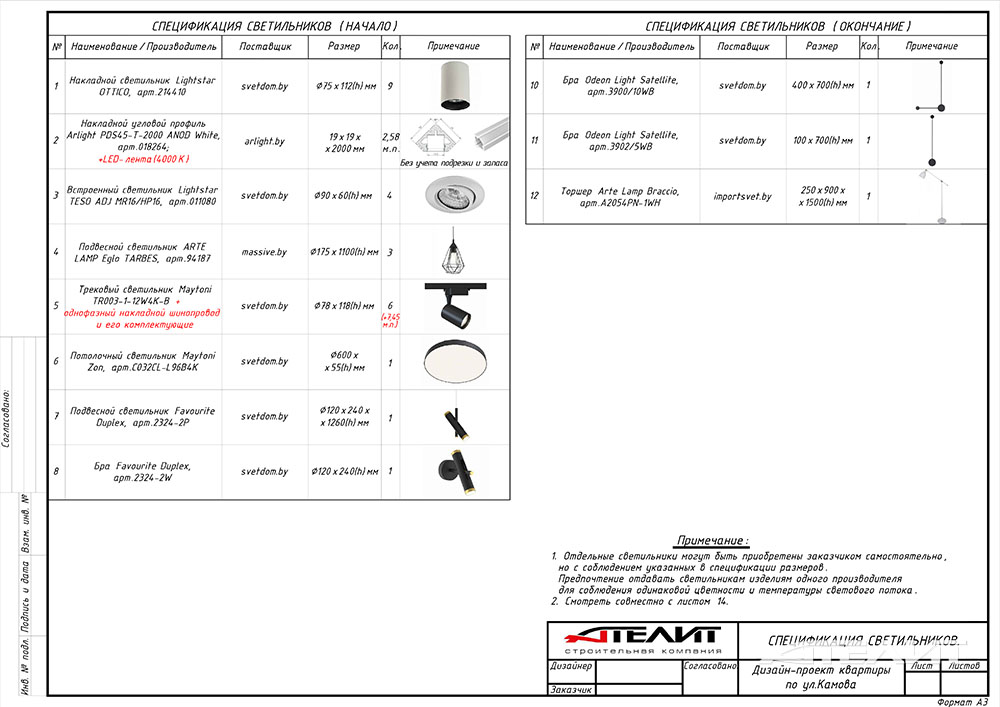 СПЕЦИФИКАЦИЯ СВЕТИЛЬНИКОВ (НАЧАЛО)
№ Наименование / Производитель Поставщик Размер Кол. Примечание
1 Накладной светильник Lightstar OTTICO, арт.214410 svetdom.by Ø75 x 112(h) мм 9
2 Накладной угловой профиль Arlight PDS45-T-2000 ANOD White, арт.018264; +LED-лента (4000 К) arlight.by 19 x 19 x x 2000 мм 2,58 м.п. Без учета подрезки и запаса
3 Встроенный светильник Lightstar TESO ADJ MR16/HP16, арт.011080 svetdom.by Ø90 x 60(h) мм 4
4 Подвесной светильник ARTE LAMP Eglo TARBES, арт.94187 massive.by Ø175 x 1100(h) мм 3
5 Трековый светильник Maytoni TR003-1-12W4K-B + однофазный накладной шинопровод и его комплектующие svetdom.by Ø78 x 118(h) мм 6 (+7,45 м.п.)
6 Потолочный светильник Maytoni Zon, арт.C032CL-L96B4K svetdom.by Ø600 x 55(h) мм 1
7 Подвесной светильник Favourite Duplex, арт.2324-2P svetdom.by Ø120 x 240 x x 1260(h) мм 1
8 Бра Favourite Duplex, арт.2324-2W svetdom.by Ø120 x 240(h) мм 1
СПЕЦИФИКАЦИЯ СВЕТИЛЬНИКОВ (ОКОНЧАНИЕ)
№ Наименование / Производитель Поставщик Размер Кол. Примечание
10 Бра Odeon Light Satellite, арт.3900/10WB svetdom.by 400 x 700(h) мм 1
11 Бра Odeon Light Satellite, арт.3902/5WB svetdom.by 100 x 700(h) мм 1
12 Торшер Arte Lamp Braccio, арт.A2054PN-1WH importsvet.by 250 x 900 x x 1500(h) мм 1
Примечание:
1. Отдельные светильники могут быть приобретены заказчиком самостоятельно,
но с соблюдением указанных в спецификации размеров.
Предпочтение отдавать светильникам изделиям одного производителя
для соблюдения одинаковой цветности и температуры светового потока.
2. Смотреть совместно с листом 14.
АТЕЛИТ
строительная компания
СПЕЦИФИКАЦИЯ СВЕТИЛЬНИКОВ.
АТЕЛИТ
Дизайнер Согласовано
Заказчик
Дизайн-проект квартиры
по ул.Камова
Лист Листов
Формат А3
Согласовано:
Взам. инв. №
Подпись и дата
Инв. № подл.